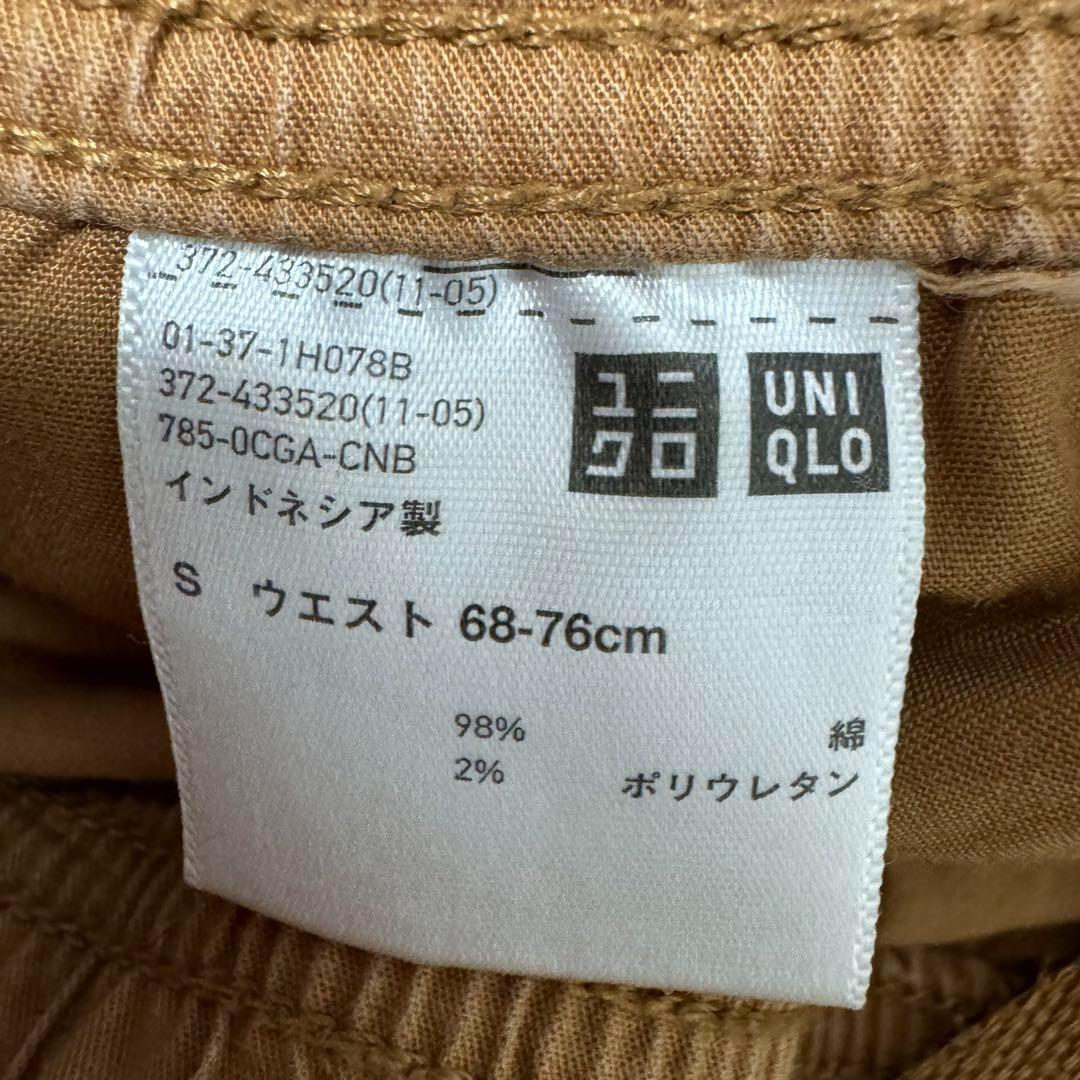 372-433520(11-05)
01-37-1H078B
372-433520(11-05)
785-0CGA-CNB
インドネシア製
ユニ
クロ
UNI
QLO
S ウエスト 68-76cm
98% 綿
2% ポリウレタン